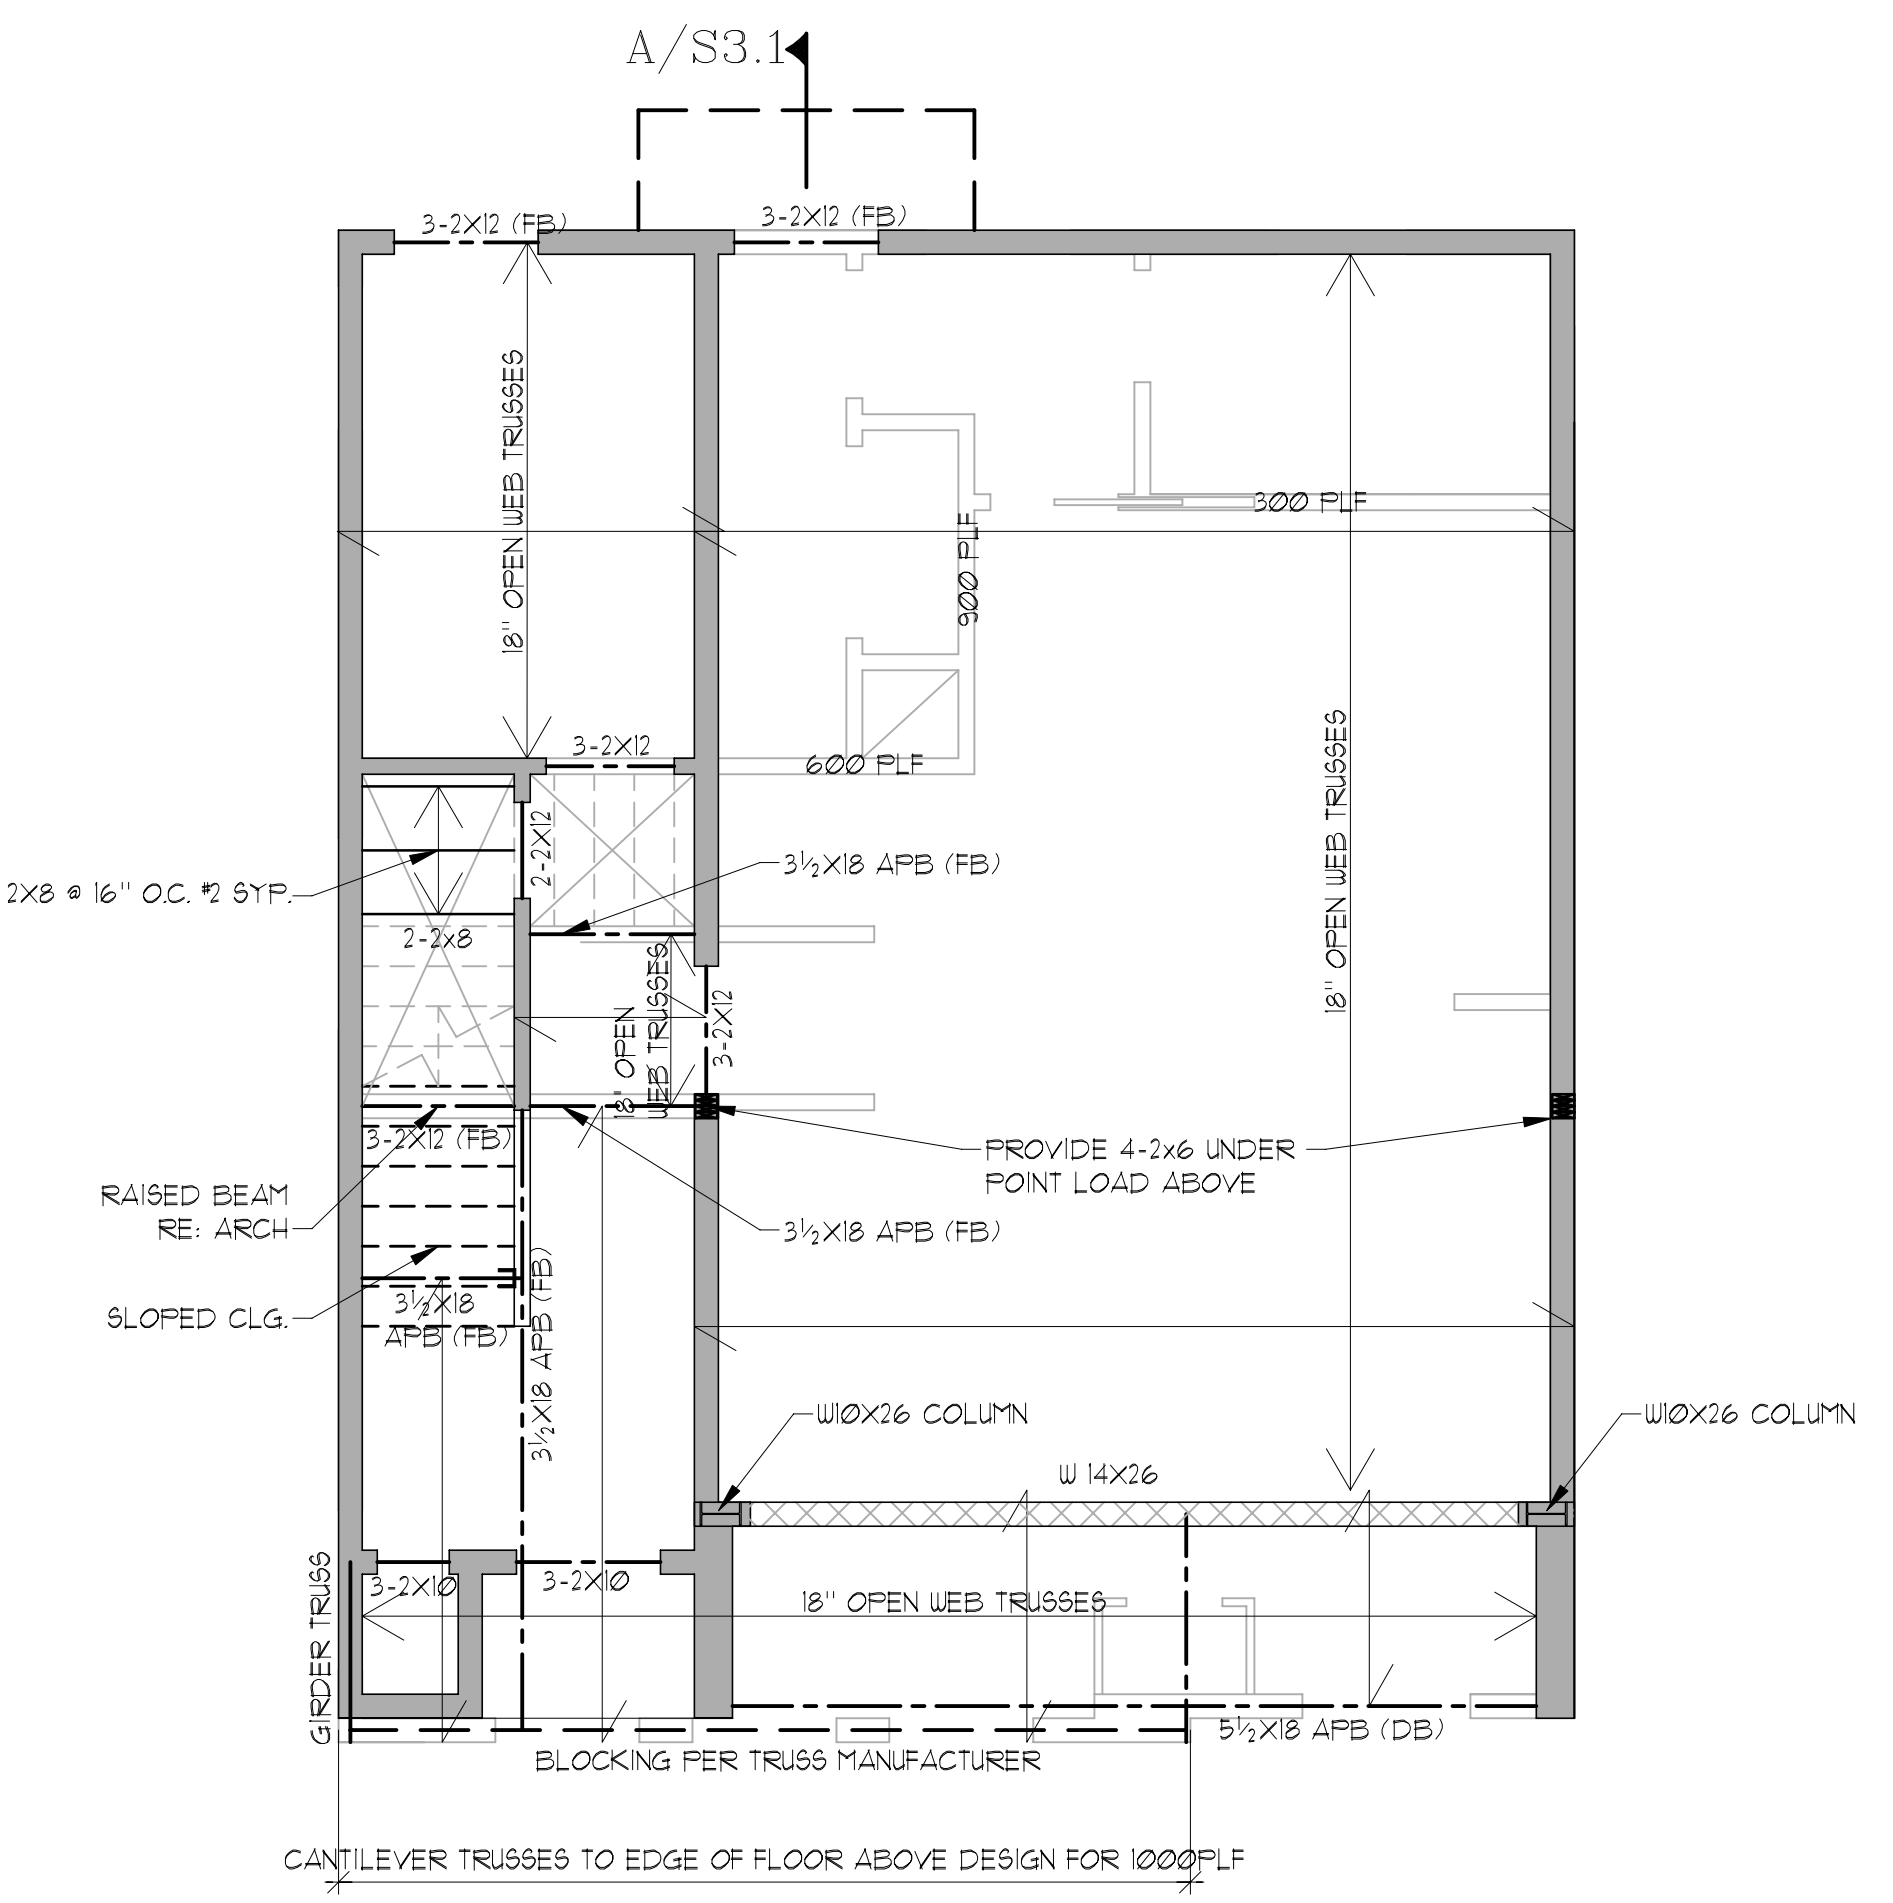 A/S3.1
3-2X12 (FB)
3-2X12 (FB)
18" OPEN WEB TRUSSES
300 PLF
900 PLF
18" OPEN WEB TRUSSES
3-2X12
600 PLF
2-2X12
3½X18 APB (FB)
2X8 @ 16" O.C. #2 SYP.
2-2x8
18" OPEN
WEB TRUSSES
3-2X12
3-2X12 (FB)
PROVIDE 4-2x6 UNDER
POINT LOAD ABOVE
RAISED BEAM
RE: ARCH
3½X18 APB (FB)
SLOPED CLG.
3½X18
APB (FB)
3½X18 APB (FB)
W10X26 COLUMN
W10X26 COLUMN
W 14X26
GIRDER TRUSS
3-2X10
3-2X10
18" OPEN WEB TRUSSES
5½X18 APB (DB)
BLOCKING PER TRUSS MANUFACTURER
CANTILEVER TRUSSES TO EDGE OF FLOOR ABOVE DESIGN FOR 1000PLF